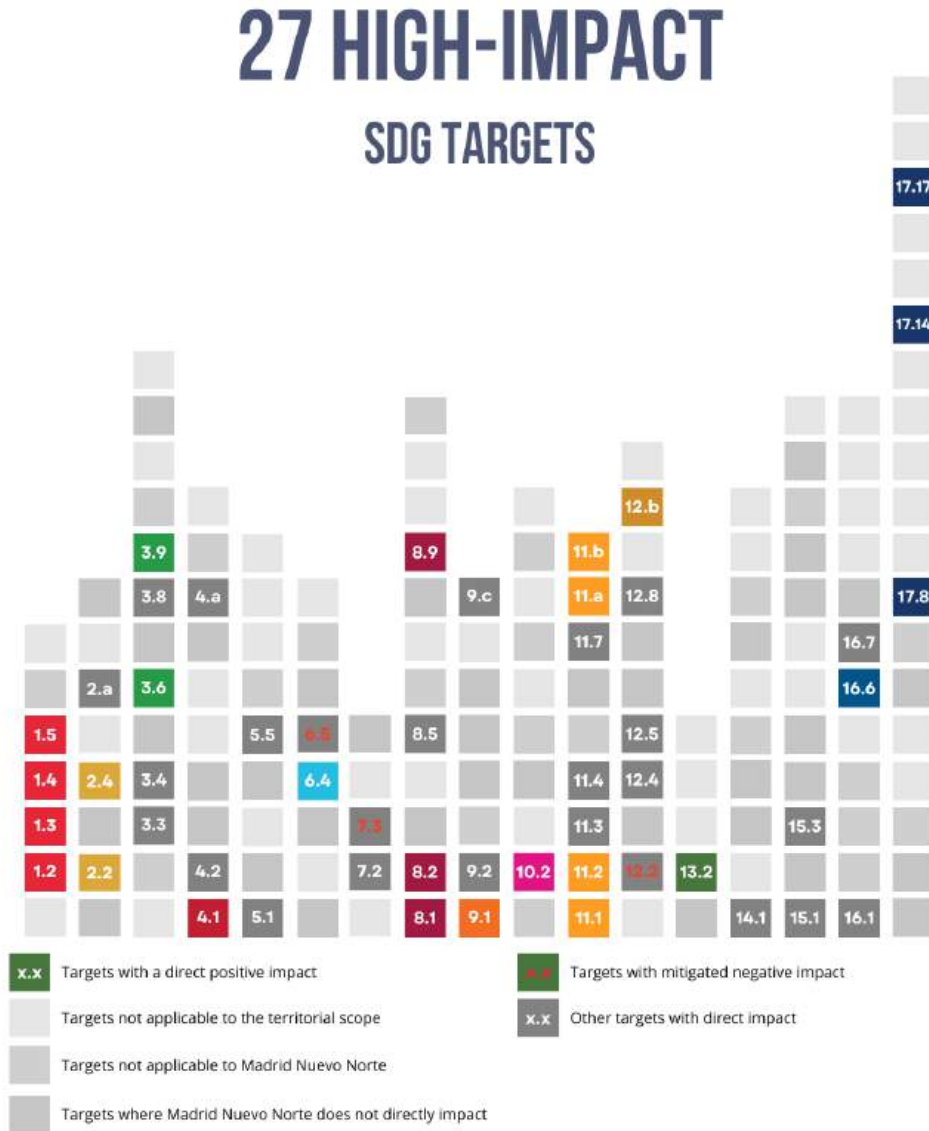 27 HIGH-IMPACT
SDG TARGETS
17.17
17.14
3.9 8.9 11.b 12.b
3.8 4.a 9.c 11.a 12.8 17.8
11.7 16.7
2.a 3.6 16.6
1.5 5.5 6.5 8.5 12.5
1.4 2.4 3.4 6.4 11.4 12.4
1.3 3.3 7.3 11.3 15.3
1.2 2.2 4.2 7.2 8.2 9.2 10.2 11.2 12.2 13.2
4.1 5.1 8.1 9.1 11.1 14.1 15.1 16.1
x.x Targets with a direct positive impact
x.x Targets with mitigated negative impact
Targets not applicable to the territorial scope
x.x Other targets with direct impact
Targets not applicable to Madrid Nuevo Norte
Targets where Madrid Nuevo Norte does not directly impact